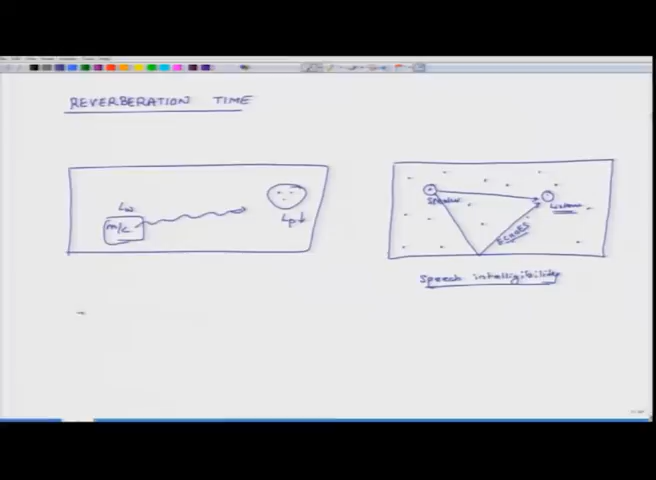 REVERBERATION TIME
Lw
m/c
Lp↓
Speaker
Listener
ECHOES
Speech intelligibility